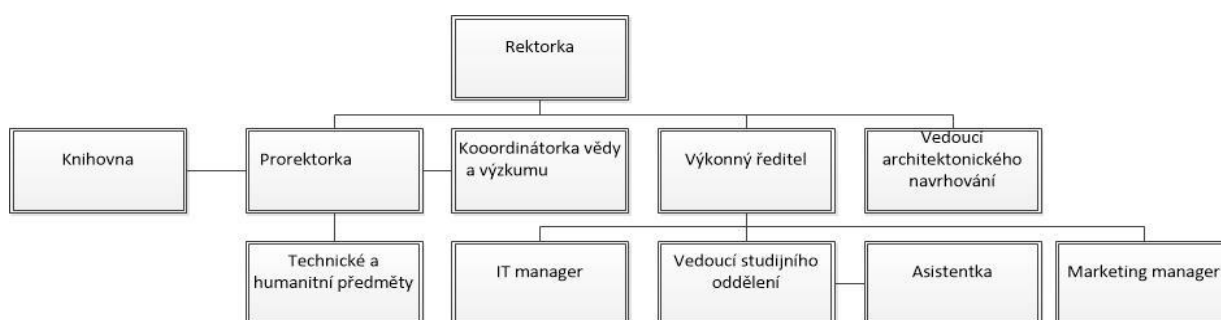 Rektorka
Knihovna
Prorektorka
Kooordinátorka vědy
a výzkumu
Výkonný ředitel
Vedoucí
architektonického
navrhování
Technické a
humanitní předměty
IT manager
Vedoucí studijního
oddělení
Asistentka
Marketing manager